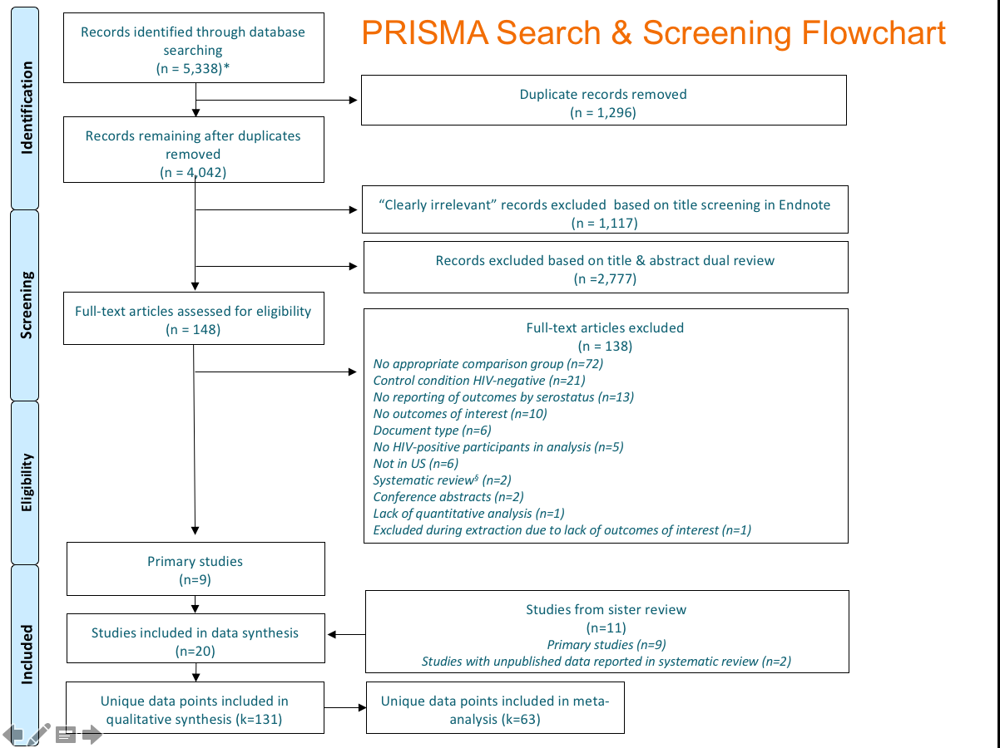 PRISMA Search & Screening Flowchart
Identification
Records identified through database
searching
(n = 5,338)*
Duplicate records removed
(n = 1,296)
Records remaining after duplicates
removed
(n = 4,042)
Screening
“Clearly irrelevant” records excluded  based on title screening in Endnote
(n = 1,117)
Records excluded based on title & abstract dual review
(n =2,777)
Full-text articles assessed for eligibility
(n = 148)
Full-text articles excluded
(n = 138)
No appropriate comparison group (n=72)
Control condition HIV-negative (n=21)
No reporting of outcomes by serostatus (n=13)
No outcomes of interest (n=10)
Document type (n=6)
No HIV-positive participants in analysis (n=5)
Not in US (n=6)
Systematic review§ (n=2)
Conference abstracts (n=2)
Lack of quantitative analysis (n=1)
Excluded during extraction due to lack of outcomes of interest (n=1)
Eligibility
Primary studies
(n=9)
Included
Studies from sister review
(n=11)
Primary studies (n=9)
Studies with unpublished data reported in systematic review (n=2)
Studies included in data synthesis
(n=20)
Unique data points included in
qualitative synthesis (k=131)
Unique data points included in meta-
analysis (k=63)